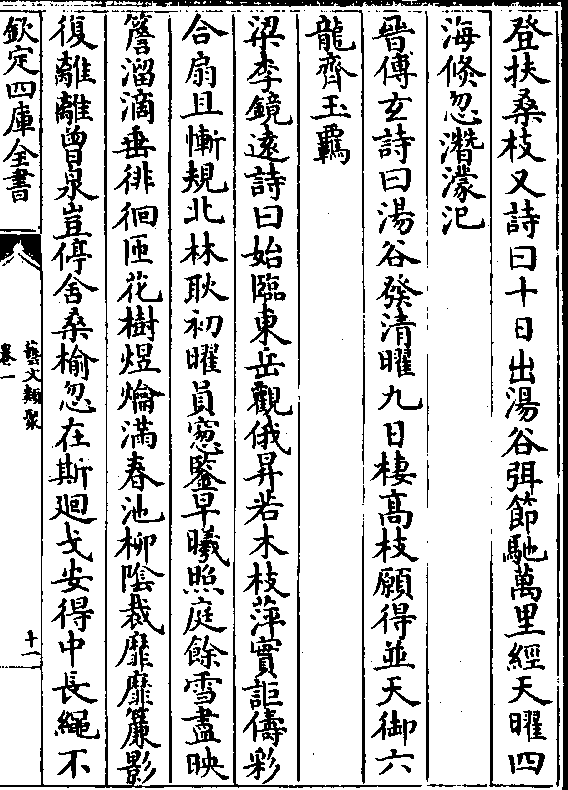 登扶桑枝又詩曰十日出湯谷弭節馳萬里經天曜四
海倐忽潛濛汜
晉傅玄詩曰湯谷發清曜九日棲髙枝願得並天御六
龍齊玉羈
梁李鏡遠詩曰始臨東岳觀俄昇若木枝萍實詎儔彩
合扇且慚規北林耿初曜員窻鑒早曦照庭餘雪盡映
簷溜滴垂徘徊匝花樹煜爚滿春池柳陰裁靡靡簾影
復離離曾泉豈停舍桑榆忽在斯廻戈安得中長繩不
欽定四庫全書
藝文類聚
卷一
十一